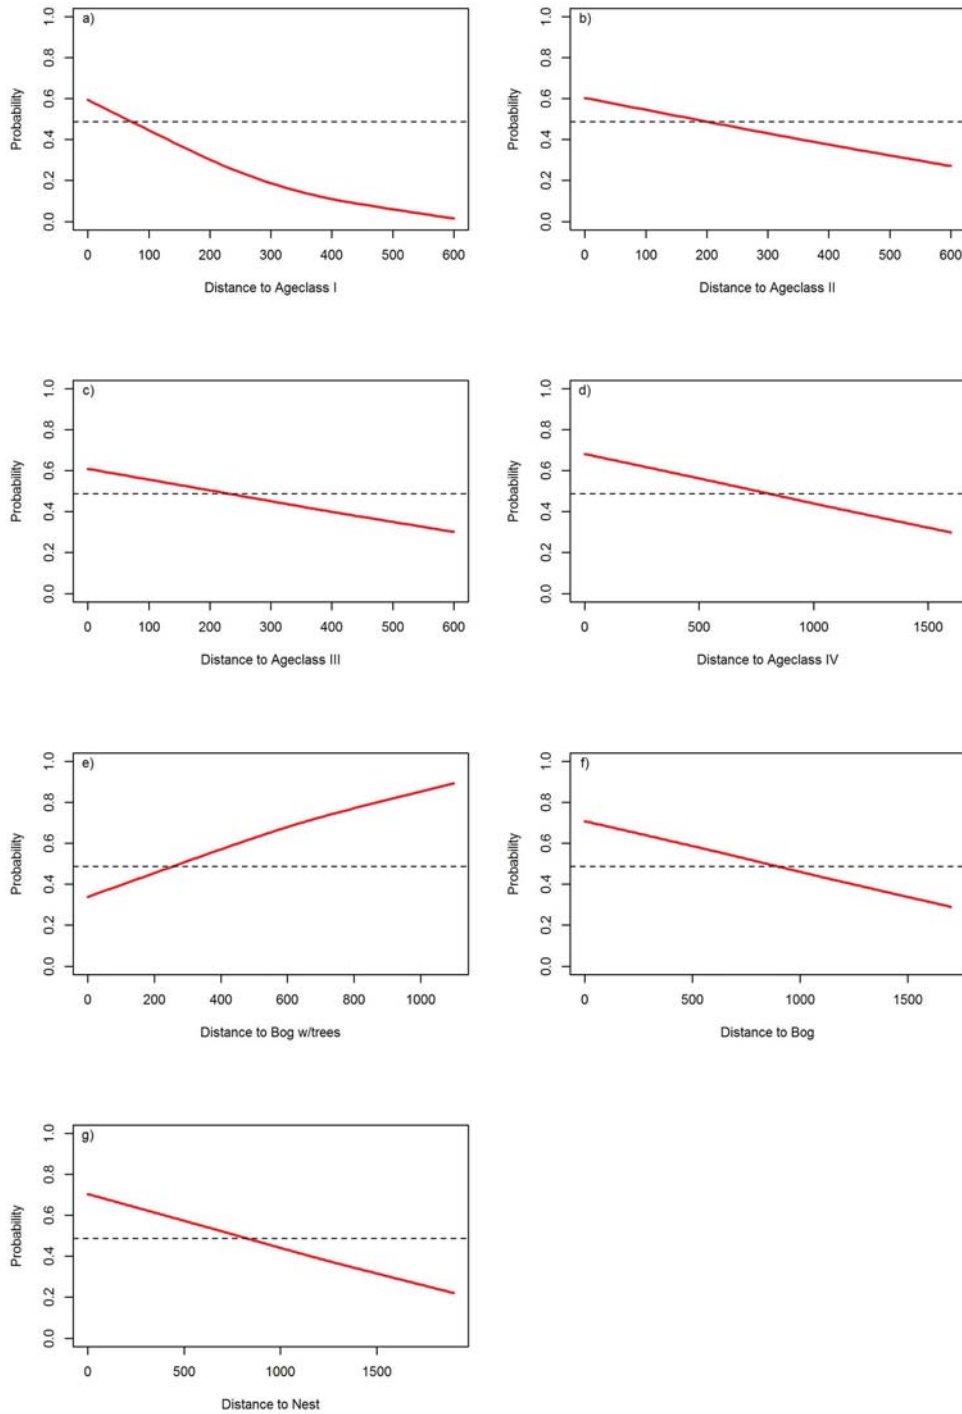 a)
1.0
0.8
0.6
0.4
0.2
0.0
Probability
0 100 200 300 400 500 600
Distance to Ageclass I
b)
1.0
0.8
0.6
0.4
0.2
0.0
Probability
0 100 200 300 400 500 600
Distance to Ageclass II
c)
1.0
0.8
0.6
0.4
0.2
0.0
Probability
0 100 200 300 400 500 600
Distance to Ageclass III
d)
1.0
0.8
0.6
0.4
0.2
0.0
Probability
0 500 1000 1500
Distance to Ageclass IV
e)
1.0
0.8
0.6
0.4
0.2
0.0
Probability
0 200 400 600 800 1000
Distance to Bog w/trees
f)
1.0
0.8
0.6
0.4
0.2
0.0
Probability
0 500 1000 1500
Distance to Bog
g)
1.0
0.8
0.6
0.4
0.2
0.0
Probability
0 500 1000 1500
Distance to Nest